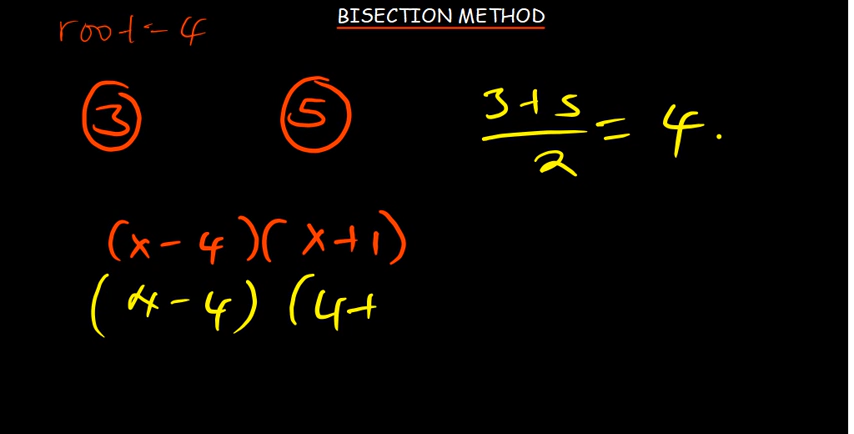 BISECTION METHOD
root = 4
3 5
3+5/2 = 4.
(x-4)(x+1)
(4-4)(4+